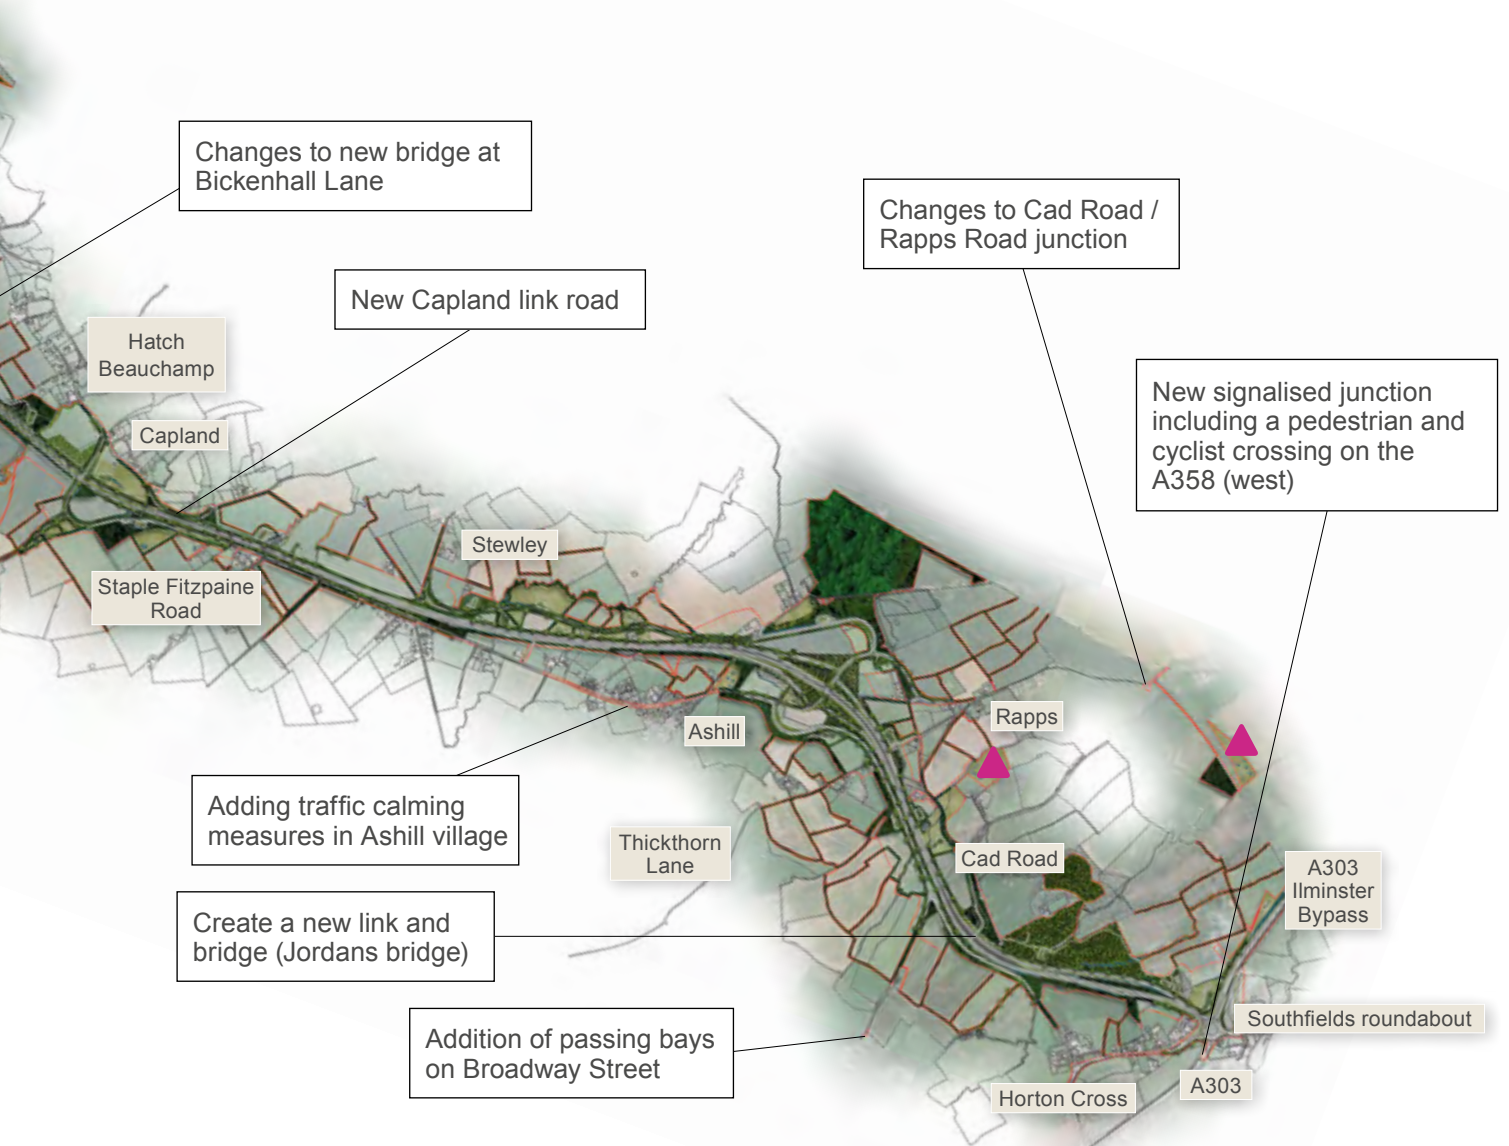 Changes to new bridge at
Bickenhall Lane
Changes to Cad Road /
Rapps Road junction
New Capland link road
Hatch
Beauchamp
New signalised junction
including a pedestrian and
cyclist crossing on the
A358 (west)
Capland
Stewley
Staple Fitzpaine
Road
Rapps
Ashill
Adding traffic calming
measures in Ashill village
Thickthorn
Lane
Cad Road
A303
Ilminster
Bypass
Create a new link and
bridge (Jordans bridge)
Southfields roundabout
Addition of passing bays
on Broadway Street
A303
Horton Cross